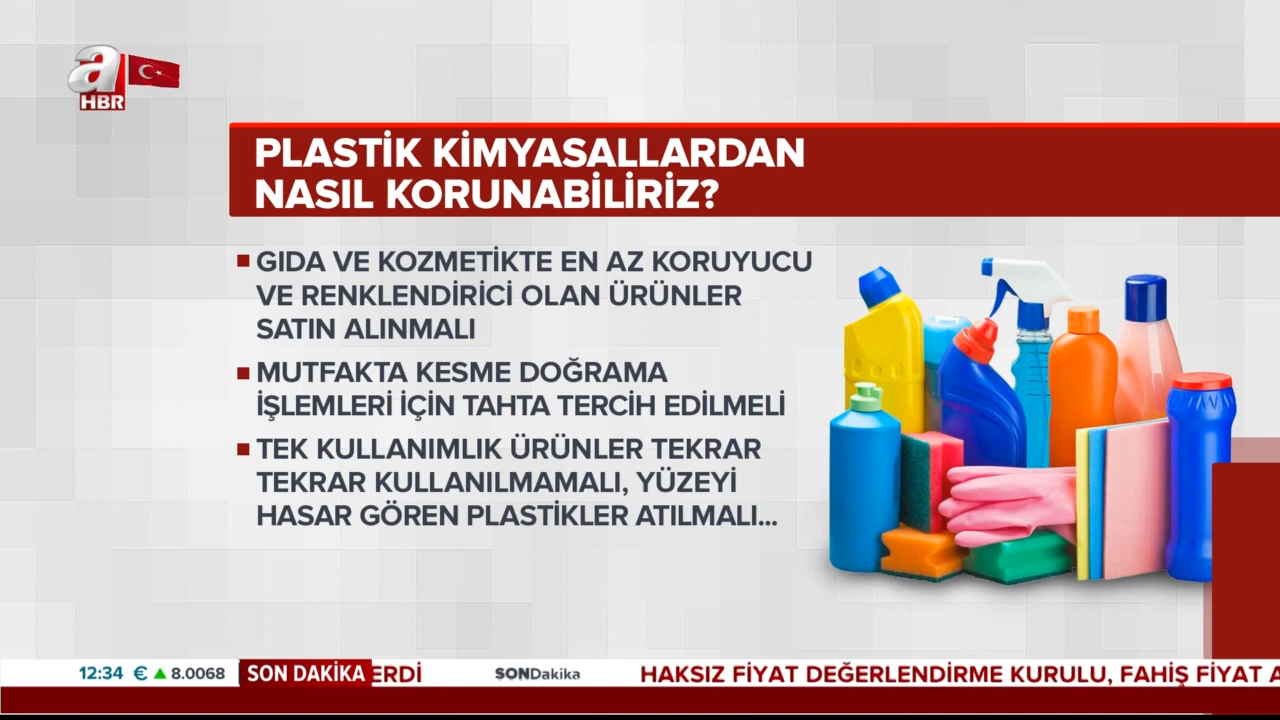 a
HBR
PLASTİK KİMYASALLARDAN
NASIL KORUNABİLİRİZ?
GIDA VE KOZMETİKTE EN AZ KORUYUCU
VE RENKLENDİRİCİ OLAN ÜRÜNLER
SATIN ALINMALI
MUTFAKTA KESME DOĞRAMA
İŞLEMLERİ İÇİN TAHTA TERCİH EDİLMELİ
TEK KULLANIMLIK ÜRÜNLER TEKRAR
TEKRAR KULLANILMAMALI, YÜZEYİ
HASAR GÖREN PLASTİKLER ATILMALI...
12:34 € ▲ 8.0068 SON DAKİKA ERDİ SONDakika HAKSIZ FİYAT DEĞERLENDİRME KURULU, FAHİŞ FİYAT A